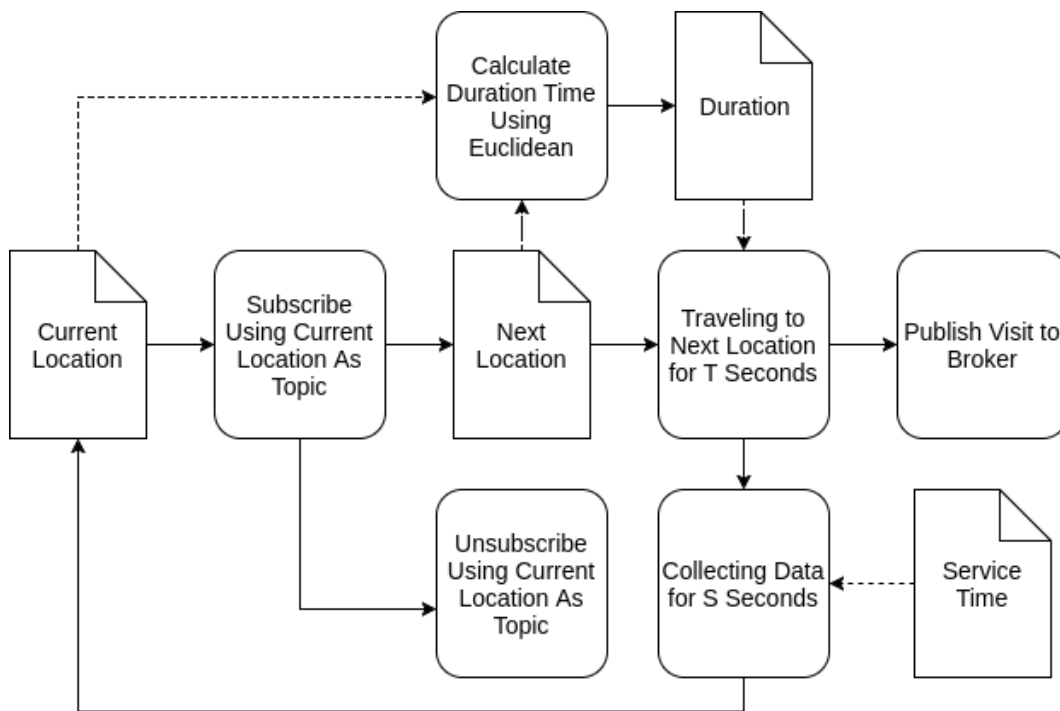 Calculate
Duration Time
Using
Euclidean
Duration
Current
Location
Subscribe
Using Current
Location As
Topic
Next
Location
Traveling to
Next Location
for T Seconds
Publish Visit to
Broker
Unsubscribe
Using Current
Location As
Topic
Collecting Data
for S Seconds
Service
Time